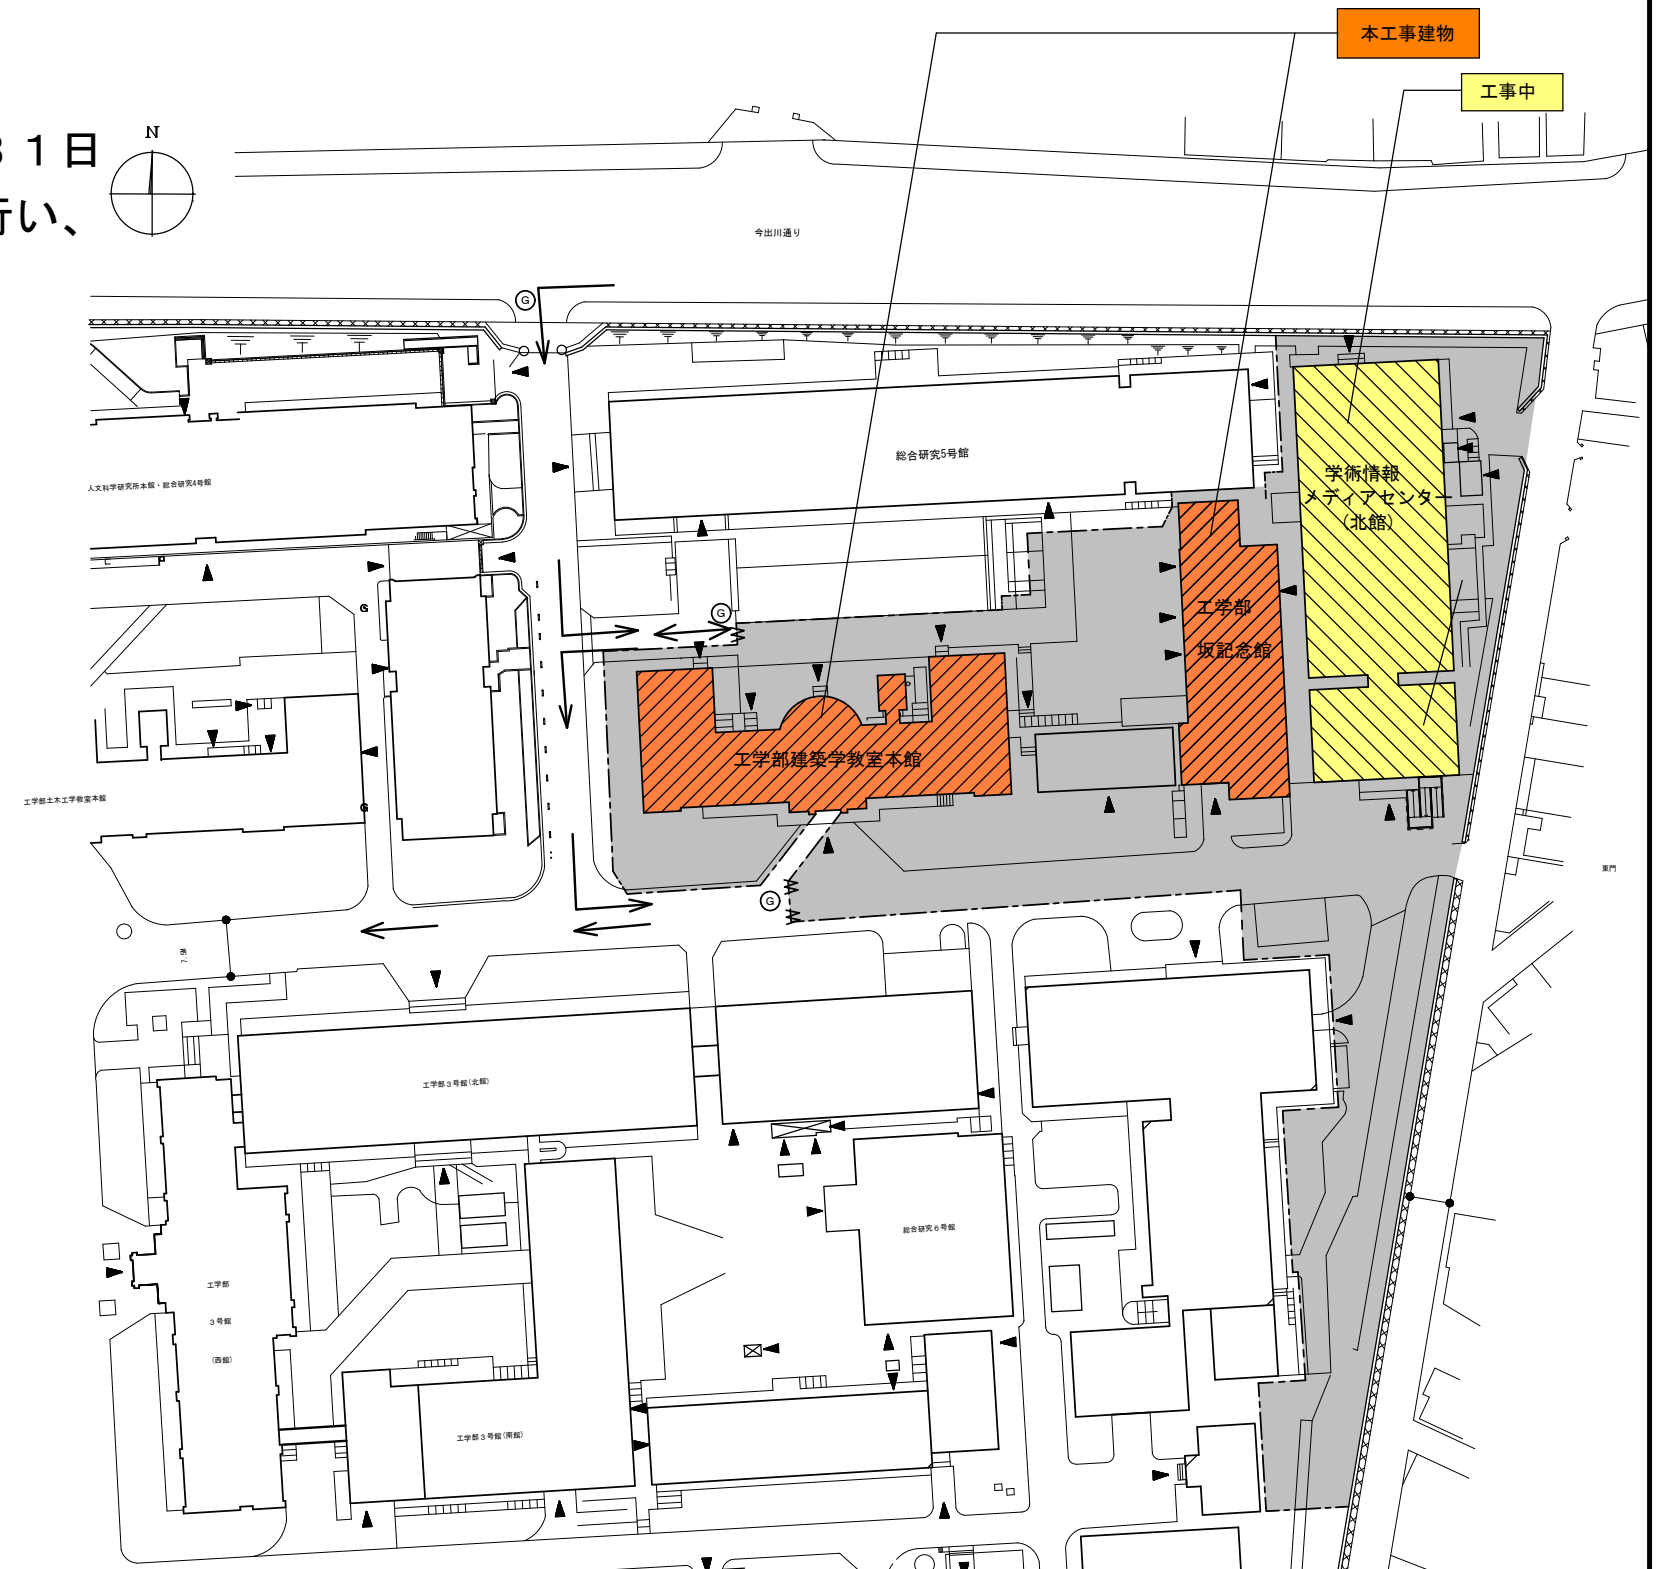 本工事建物
工事中
31日
行い、
N
今出川通り
G
総合研究5号館
人文科学研究所本館・総合研究4号館
学術情報
メディアセンター
(北館)
G
G
工学部
坂記念館
工学部建築学教室本館
工学部土木工学教室本館
G
東門
G
工学部3号館(北館)
総合研究6号館
工学部
3号館
(西館)
工学部3号館(南館)